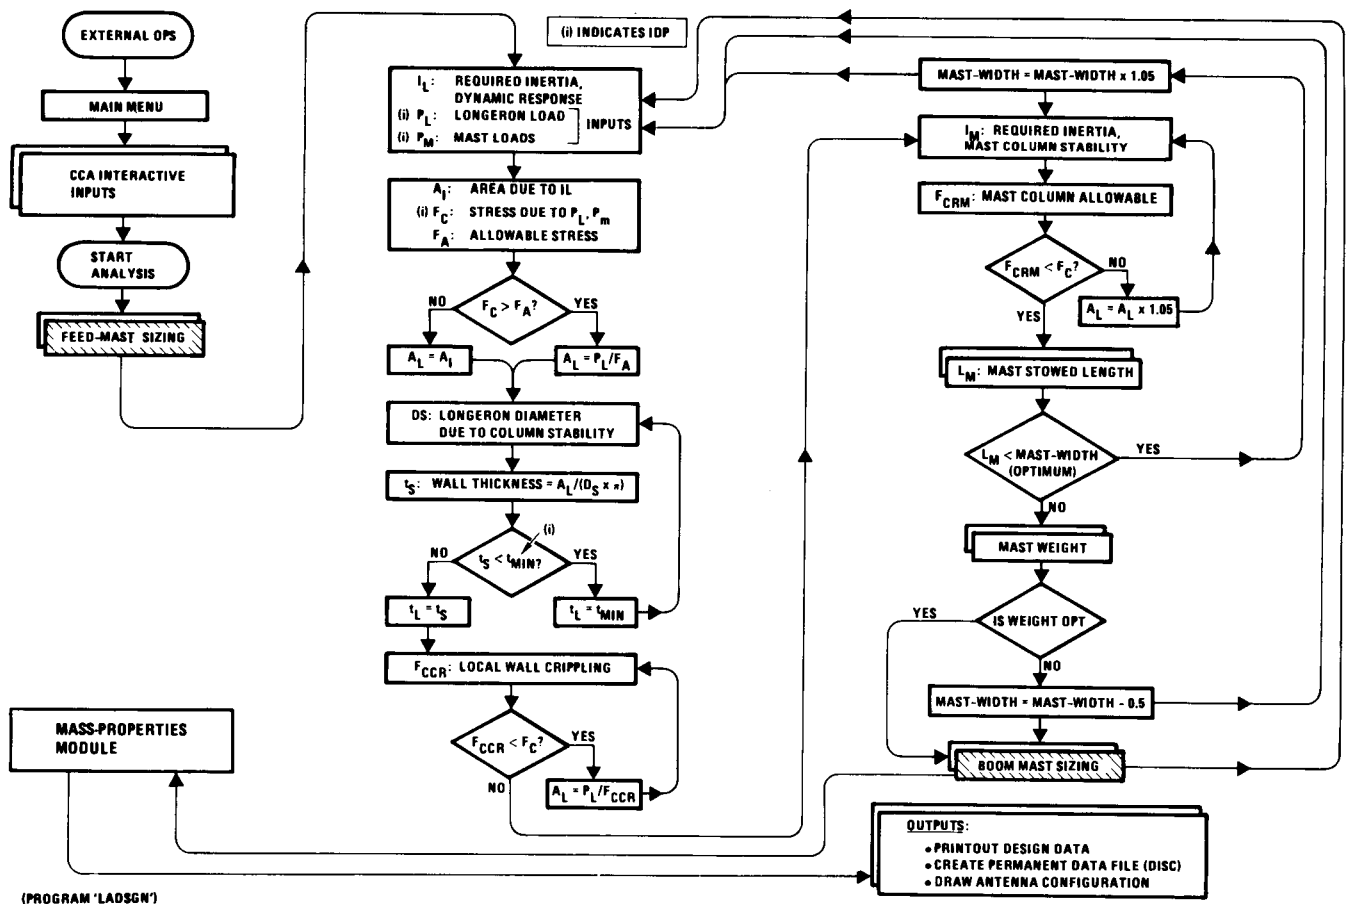 EXTERNAL OPS
MAIN MENU
CCA INTERACTIVE
INPUTS
START
ANALYSIS
FEED-MAST SIZING
(i) INDICATES IDP
I_L: REQUIRED INERTIA,
DYNAMIC RESPONSE
(i) P_L: LONGERON LOAD
(i) P_M: MAST LOADS
INPUTS
A_I: AREA DUE TO IL
(i) F_C: STRESS DUE TO P_L, P_m
F_A: ALLOWABLE STRESS
F_C > F_A?
NO
YES
A_L = A_I
A_L = P_L/F_A
DS: LONGERON DIAMETER
DUE TO COLUMN STABILITY
t_S: WALL THICKNESS = A_L/(D_S x π)
(i)
t_S < t_MIN?
NO
YES
t_L = t_S
t_L = t_MIN
F_CCR: LOCAL WALL CRIPPLING
F_CCR < F_C?
YES
NO
A_L = P_L/F_CCR
MAST-WIDTH = MAST-WIDTH x 1.05
I_M: REQUIRED INERTIA,
MAST COLUMN STABILITY
F_CRM: MAST COLUMN ALLOWABLE
F_CRM < F_C?
NO
YES
A_L = A_L x 1.05
L_M: MAST STOWED LENGTH
L_M < MAST-WIDTH
(OPTIMUM)
YES
NO
MAST WEIGHT
IS WEIGHT OPT
YES
NO
MAST-WIDTH = MAST-WIDTH - 0.5
BOOM MAST SIZING
MASS-PROPERTIES
MODULE
OUTPUTS:
• PRINTOUT DESIGN DATA
• CREATE PERMANENT DATA FILE (DISC)
• DRAW ANTENNA CONFIGURATION
(PROGRAM 'LADSGN')